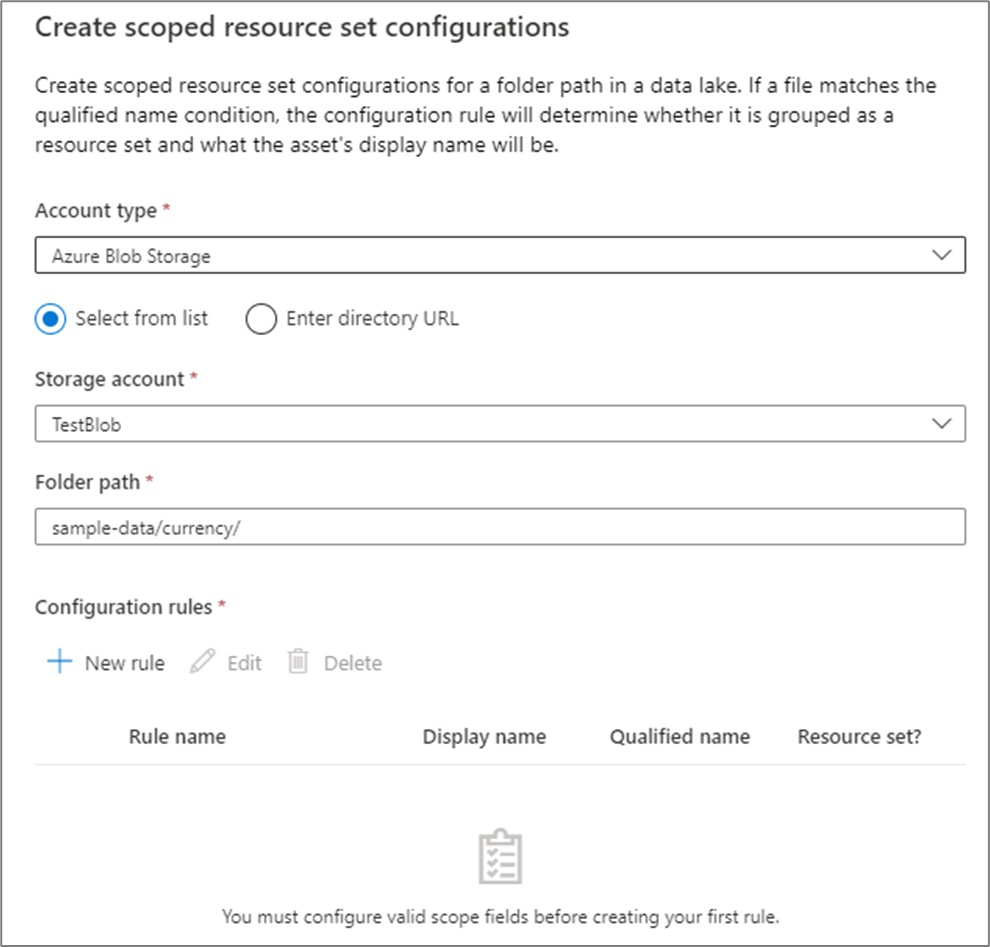 Create scoped resource set configurations
Create scoped resource set configurations for a folder path in a data lake. If a file matches the
qualified name condition, the configuration rule will determine whether it is grouped as a
resource set and what the asset's display name will be.
Account type *
Azure Blob Storage
Select from list Enter directory URL
Storage account *
TestBlob
Folder path *
sample-data/currency/
Configuration rules *
New rule Edit Delete
Rule name Display name Qualified name Resource set?
You must configure valid scope fields before creating your first rule.